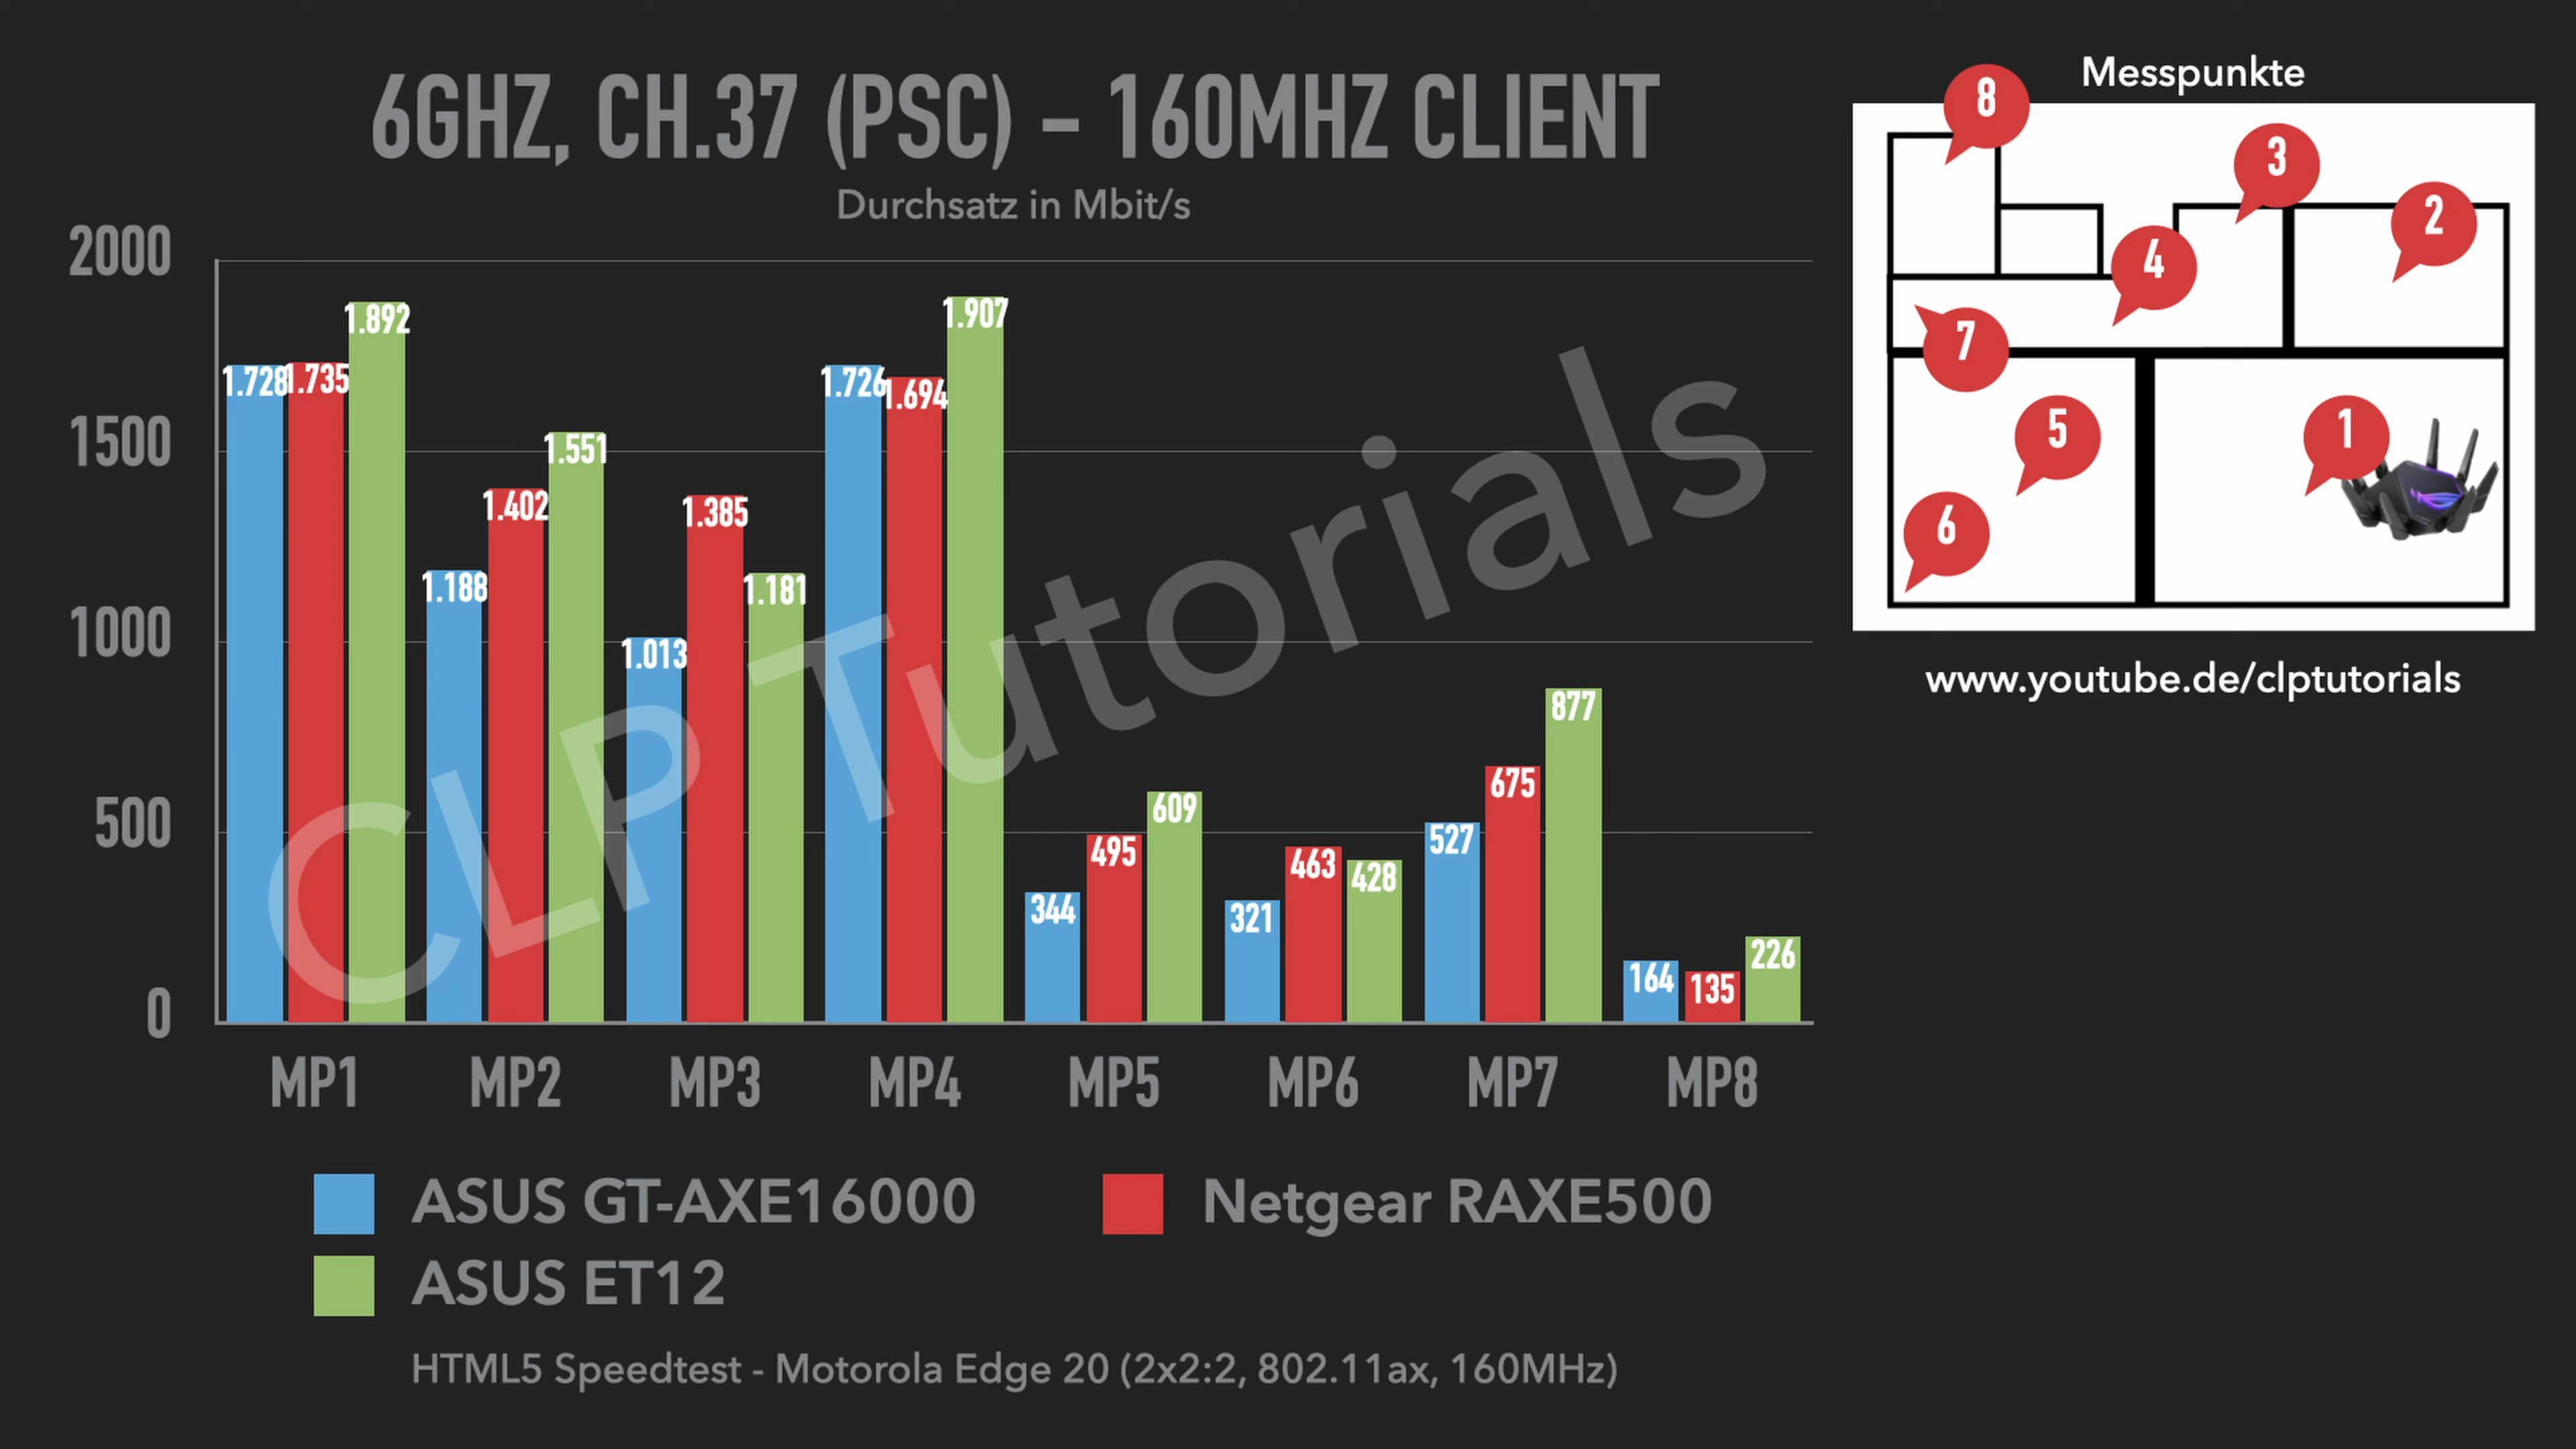 6GHZ, CH.37 (PSC) – 160MHZ CLIENT
Durchsatz in Mbit/s
2000
1500
1000
500
0
1.728 1.735 1.892
1.188 1.402 1.551
1.013 1.385 1.181
1.726 1.694 1.907
344 495 609
321 463 428
527 675 877
164 135 226
MP1 MP2 MP3 MP4 MP5 MP6 MP7 MP8
ASUS GT-AXE16000 Netgear RAXE500
ASUS ET12
HTML5 Speedtest - Motorola Edge 20 (2x2:2, 802.11ax, 160MHz)
CLP Tutorials
Messpunkte
8
3
2
4
7
5
1
6
www.youtube.de/clptutorials